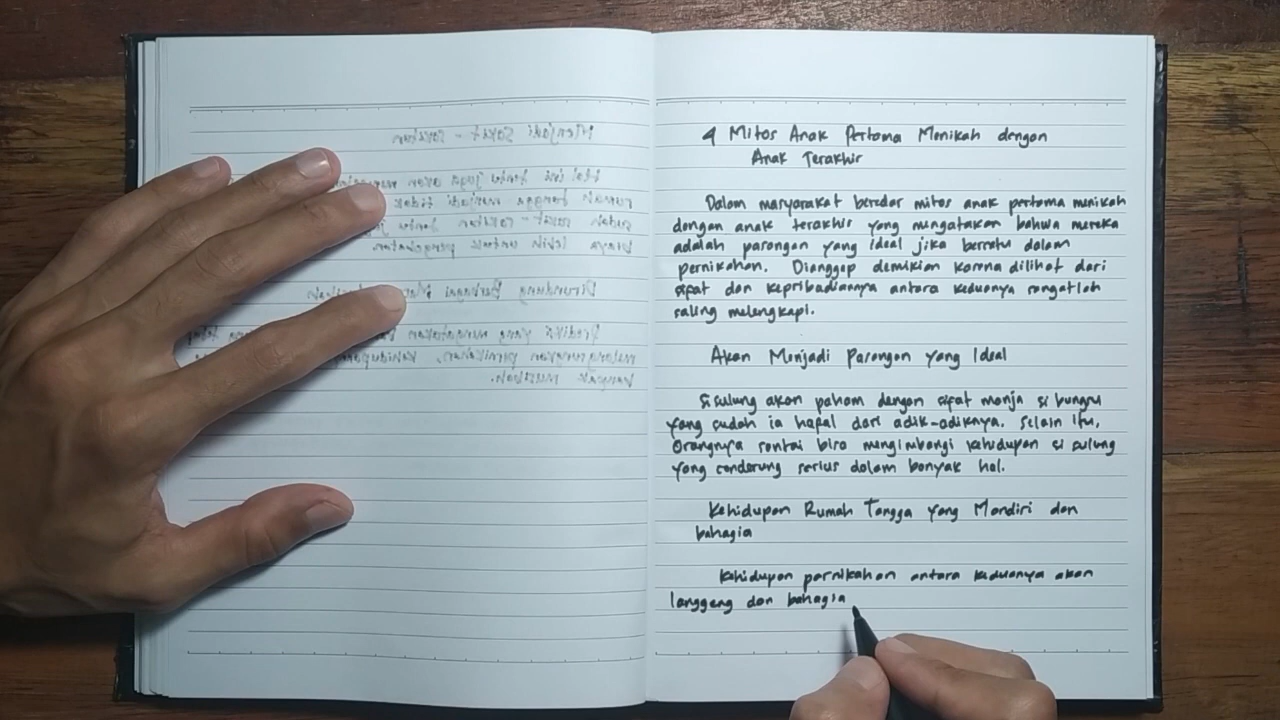 4 Mitos Anak Pertama Menikah dengan
Anak Terakhir
Dalam masyarakat beredar mitos anak pertama menikah
dengan anak terakhir yang mengatakan bahwa mereka
adalah pasangan yang ideal jika bersatu dalam
pernikahan. Dianggap demikian karena dilihat dari
sifat dan kepribadiannya antara keduanya sangatlah
saling melengkapi.
Akan Menjadi Pasangan yang Ideal
Si sulung akan paham dengan sifat manja si bungsu
yang sudah ia hafal dari adik-adiknya. Selain itu,
orangnya santai bisa mengimbangi kehidupan si sulung
yang cenderung serius dalam banyak hal.
Kehidupan Rumah Tangga yang Mandiri dan
bahagia
Kehidupan pernikahan antara keduanya akan
langgeng dan bahagia